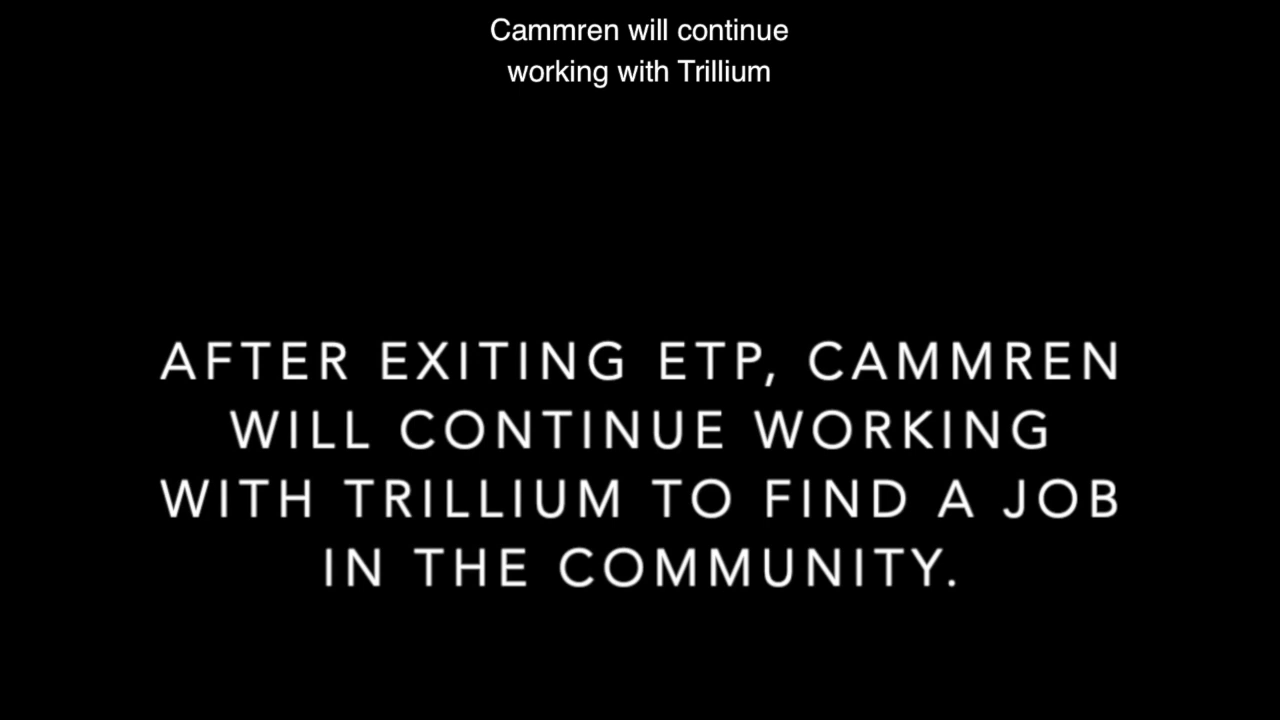 Cammren will continue
working with Trillium
AFTER EXITING ETP, CAMMREN
WILL CONTINUE WORKING
WITH TRILLIUM TO FIND A JOB
IN THE COMMUNITY.